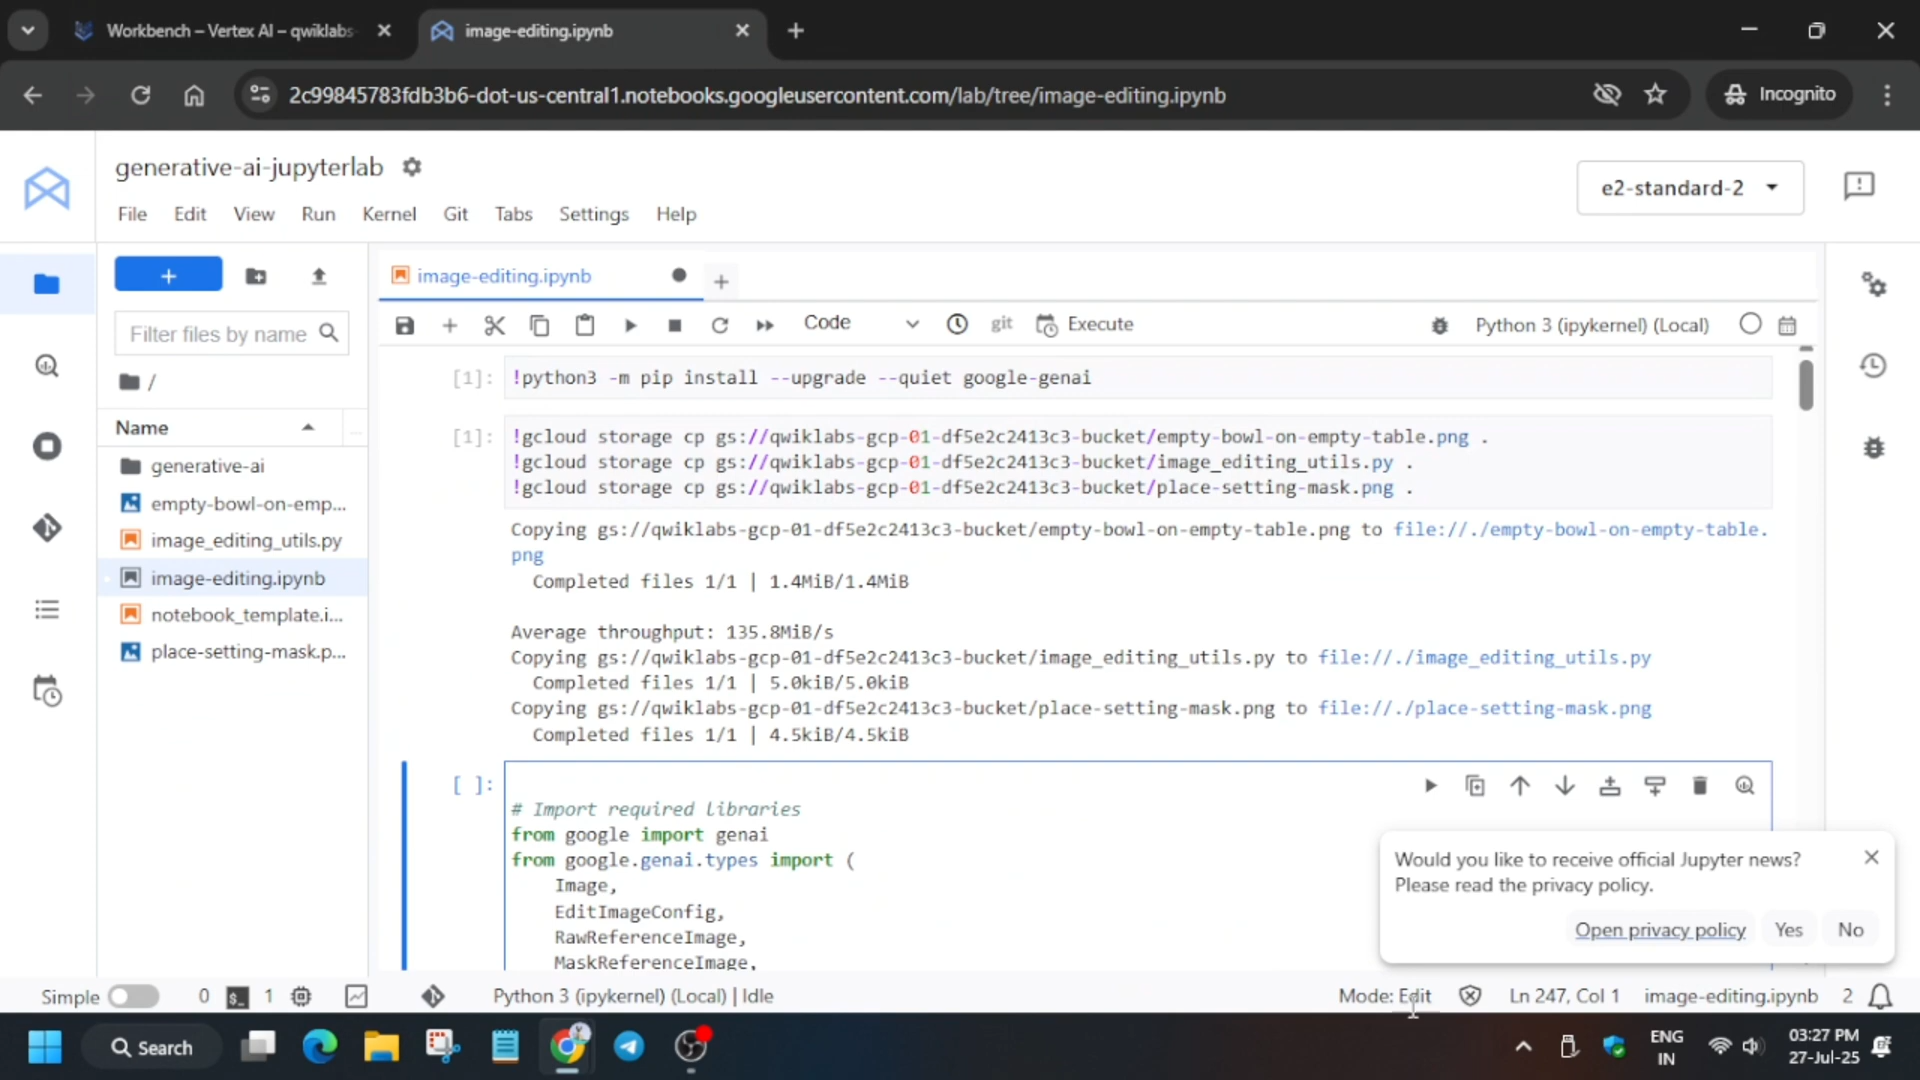 Workbench – Vertex AI – qwiklabs-
image-editing.ipynb
2c99845783fdb3b6-dot-us-central1.notebooks.googleusercontent.com/lab/tree/image-editing.ipynb
Incognito
generative-ai-jupyterlab
e2-standard-2
File Edit View Run Kernel Git Tabs Settings Help
image-editing.ipynb
Filter files by name
Code
git
Execute
Python 3 (ipykernel) (Local)
/
Name
generative-ai
empty-bowl-on-emp...
image_editing_utils.py
image-editing.ipynb
notebook_template.i...
place-setting-mask.p...
[1]: !python3 -m pip install --upgrade --quiet google-genai
[1]: !gcloud storage cp gs://qwiklabs-gcp-01-df5e2c2413c3-bucket/empty-bowl-on-empty-table.png .
!gcloud storage cp gs://qwiklabs-gcp-01-df5e2c2413c3-bucket/image_editing_utils.py .
!gcloud storage cp gs://qwiklabs-gcp-01-df5e2c2413c3-bucket/place-setting-mask.png .
Copying gs://qwiklabs-gcp-01-df5e2c2413c3-bucket/empty-bowl-on-empty-table.png to file://./empty-bowl-on-empty-table.
png
Completed files 1/1 | 1.4MiB/1.4MiB
Average throughput: 135.8MiB/s
Copying gs://qwiklabs-gcp-01-df5e2c2413c3-bucket/image_editing_utils.py to file://./image_editing_utils.py
Completed files 1/1 | 5.0kiB/5.0kiB
Copying gs://qwiklabs-gcp-01-df5e2c2413c3-bucket/place-setting-mask.png to file://./place-setting-mask.png
Completed files 1/1 | 4.5kiB/4.5kiB
[ ]:
# Import required libraries
from google import genai
from google.genai.types import (
Image,
EditImageConfig,
RawReferenceImage,
MaskReferenceImage,
Would you like to receive official Jupyter news?
Please read the privacy policy.
Open privacy policy Yes No
Simple 0 1 Python 3 (ipykernel) (Local) | Idle Mode: Edit Ln 247, Col 1 image-editing.ipynb 2
Search
ENG
IN
03:27 PM
27-Jul-25